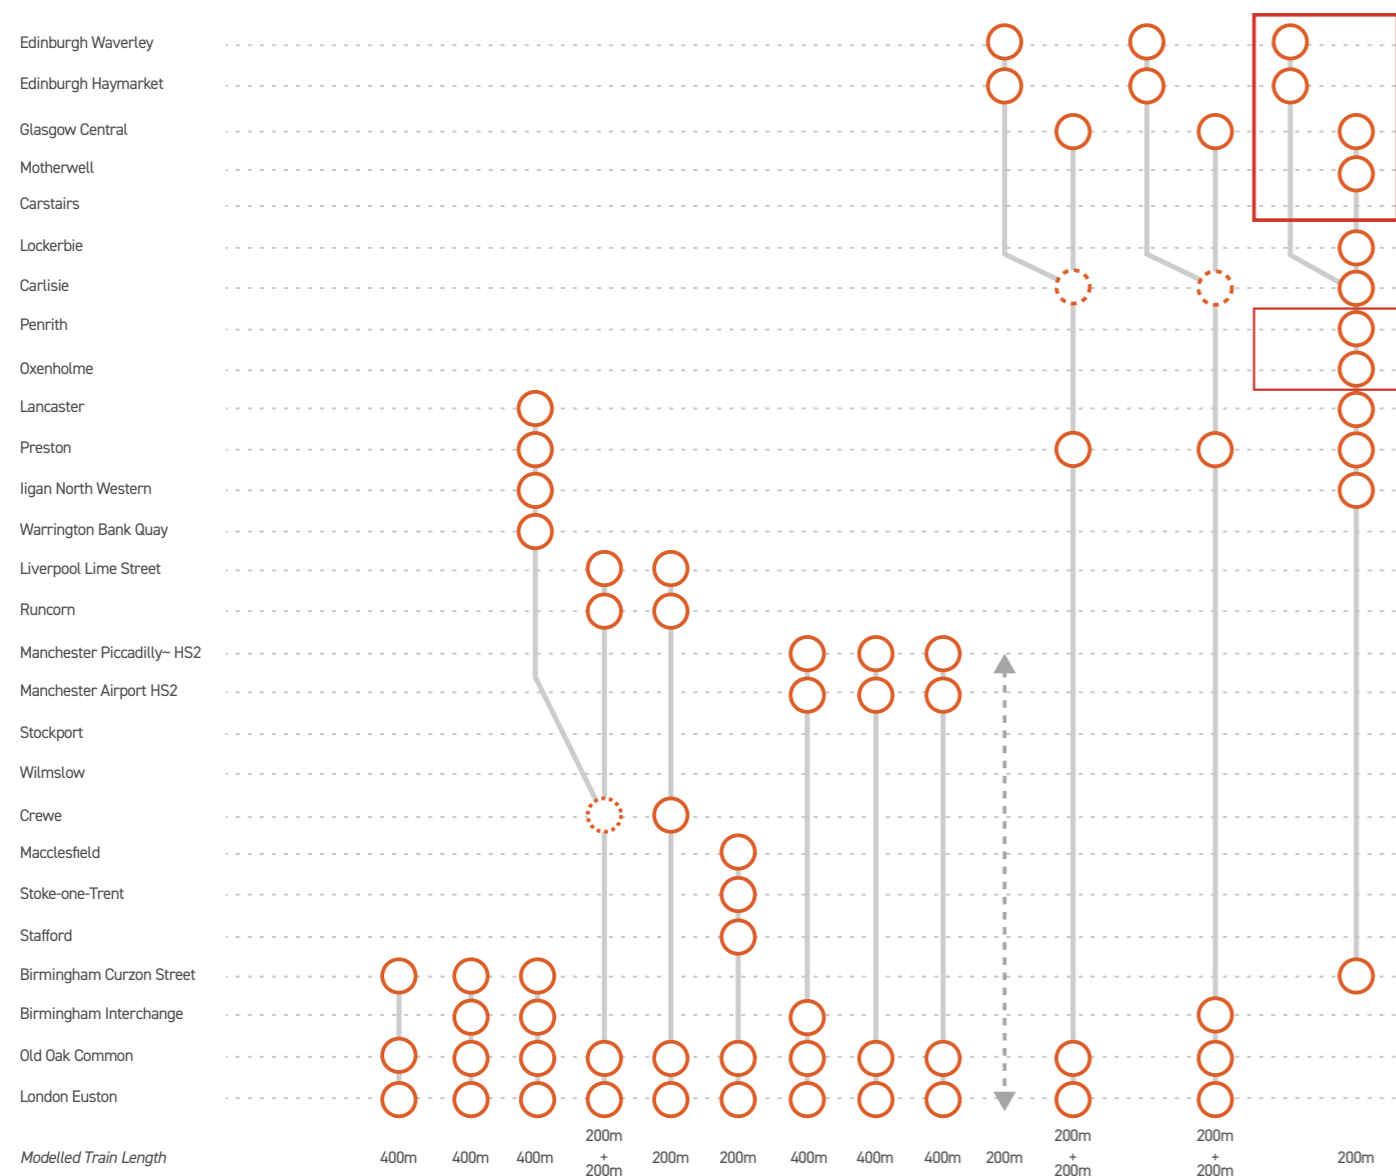 Edinburgh Waverley
Edinburgh Haymarket
Glasgow Central
Motherwell
Carstairs
Lockerbie
Carlisie
Penrith
Oxenholme
Lancaster
Preston
Iigan North Western
Warrington Bank Quay
Liverpool Lime Street
Runcorn
Manchester Piccadilly~ HS2
Manchester Airport HS2
Stockport
Wilmslow
Crewe
Macclesfield
Stoke-one-Trent
Stafford
Birmingham Curzon Street
Birmingham Interchange
Old Oak Common
London Euston
Modelled Train Length
400m
400m
400m
200m
+
200m
200m
200m
400m
400m
400m
200m
200m
+
200m
200m
+
200m
200m